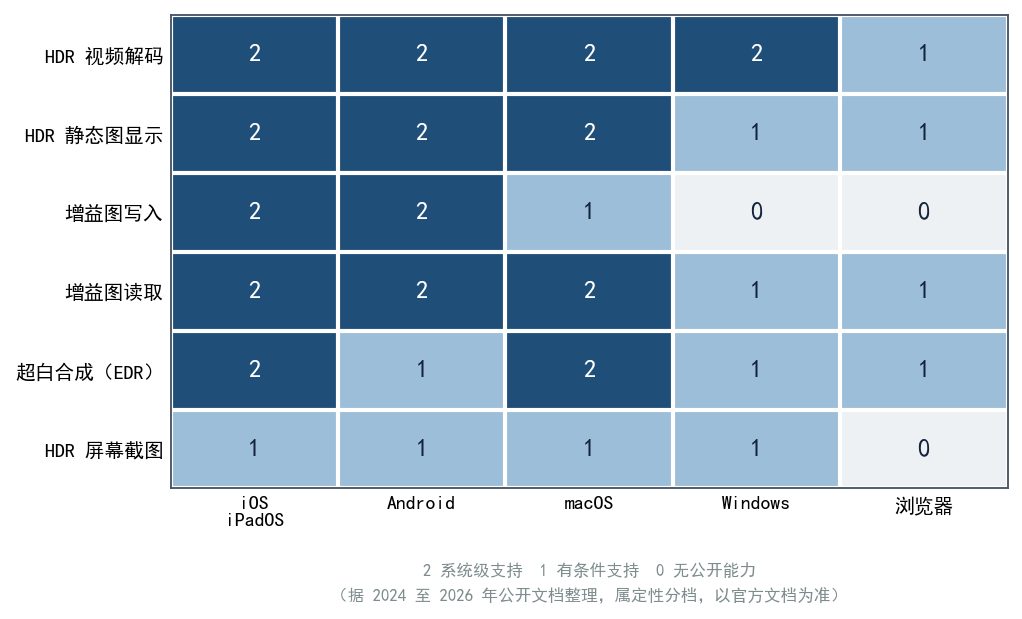 HDR 视频解码 2 2 2 2 1
HDR 静态图显示 2 2 2 1 1
增益图写入 2 2 1 0 0
增益图读取 2 2 2 1 1
超白合成（EDR） 2 1 2 1 1
HDR 屏幕截图 1 1 1 1 0
iOS Android macOS Windows 浏览器
iPadOS
2 系统级支持 1 有条件支持 0 无公开能力
（据 2024 至 2026 年公开文档整理，属定性分档，以官方文档为准）